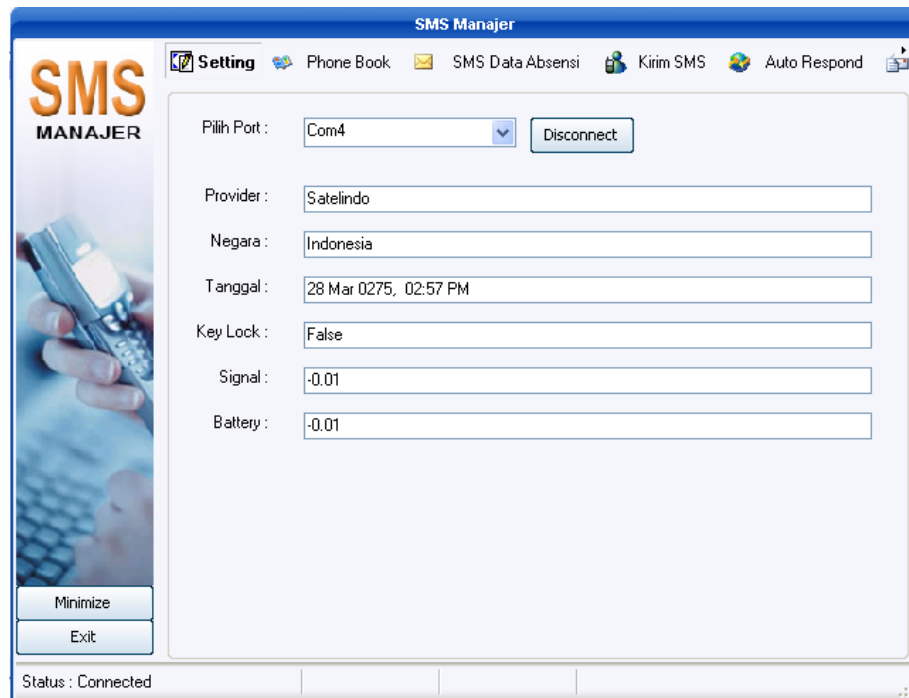 SMS Manajer
SMS
MANAJER
Setting Phone Book SMS Data Absensi Kirim SMS Auto Respond
Pilih Port : Com4 Disconnect
Provider : Satelindo
Negara : Indonesia
Tanggal : 28 Mar 0275, 02:57 PM
Key Lock : False
Signal : -0.01
Battery : -0.01
Minimize
Exit
Status : Connected